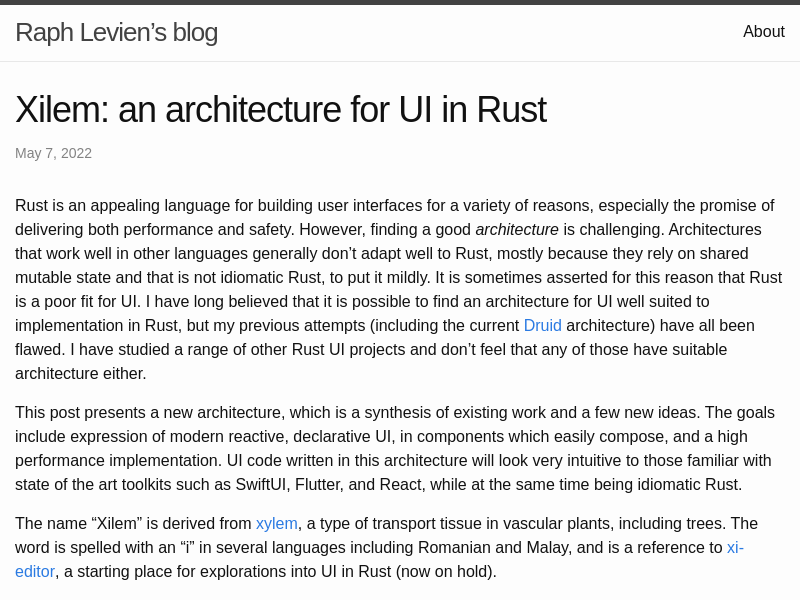 Raph Levien’s blog
About
Xilem: an architecture for UI in Rust
May 7, 2022
Rust is an appealing language for building user interfaces for a variety of reasons, especially the promise of
delivering both performance and safety. However, finding a good architecture is challenging. Architectures
that work well in other languages generally don’t adapt well to Rust, mostly because they rely on shared
mutable state and that is not idiomatic Rust, to put it mildly. It is sometimes asserted for this reason that Rust
is a poor fit for UI. I have long believed that it is possible to find an architecture for UI well suited to
implementation in Rust, but my previous attempts (including the current Druid architecture) have all been
flawed. I have studied a range of other Rust UI projects and don’t feel that any of those have suitable
architecture either.
This post presents a new architecture, which is a synthesis of existing work and a few new ideas. The goals
include expression of modern reactive, declarative UI, in components which easily compose, and a high
performance implementation. UI code written in this architecture will look very intuitive to those familiar with
state of the art toolkits such as SwiftUI, Flutter, and React, while at the same time being idiomatic Rust.
The name “Xilem” is derived from xylem, a type of transport tissue in vascular plants, including trees. The
word is spelled with an “i” in several languages including Romanian and Malay, and is a reference to xi-
editor, a starting place for explorations into UI in Rust (now on hold).